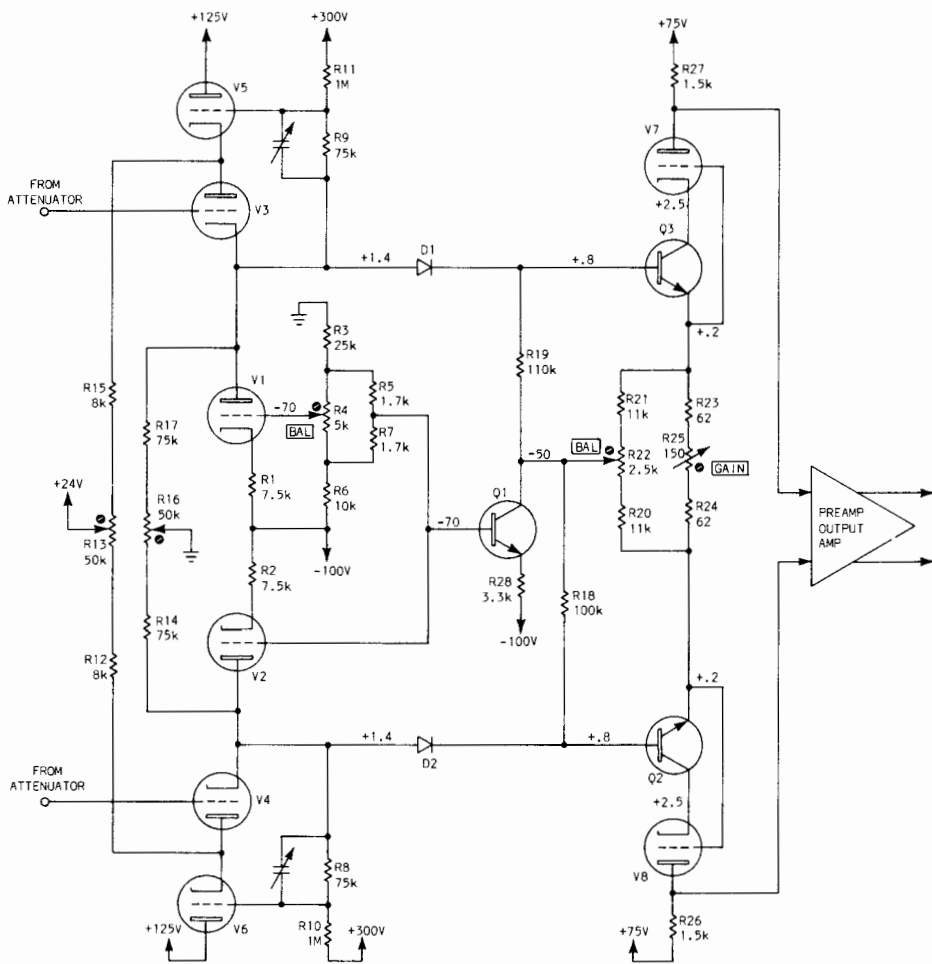 +125V
+300V
+75V
R11
1M
R27
1.5k
V5
R9
75k
V7
FROM
ATTENUATOR
V3
+2.5
Q3
+1.4
D1
+.8
+.2
R3
25k
R19
110k
R15
8k
V1
R5
1.7k
R21
11k
R23
62
-70
R4
5k
BAL
R17
75k
R7
1.7k
-50
BAL
R22
2.5k
R25
150
GAIN
+24V
R1
7.5k
R6
10k
Q1
-70
R16
50k
R13
50k
R20
11k
R24
62
PREAMP
OUTPUT
AMP
-100V
R2
7.5k
R28
3.3k
R18
100k
R14
75k
-100V
R12
8k
V2
+.2
+1.4
D2
+.8
FROM
ATTENUATOR
V4
Q2
+2.5
R8
75k
V8
V6
+125V
R10
1M
+300V
+75V
R26
1.5k